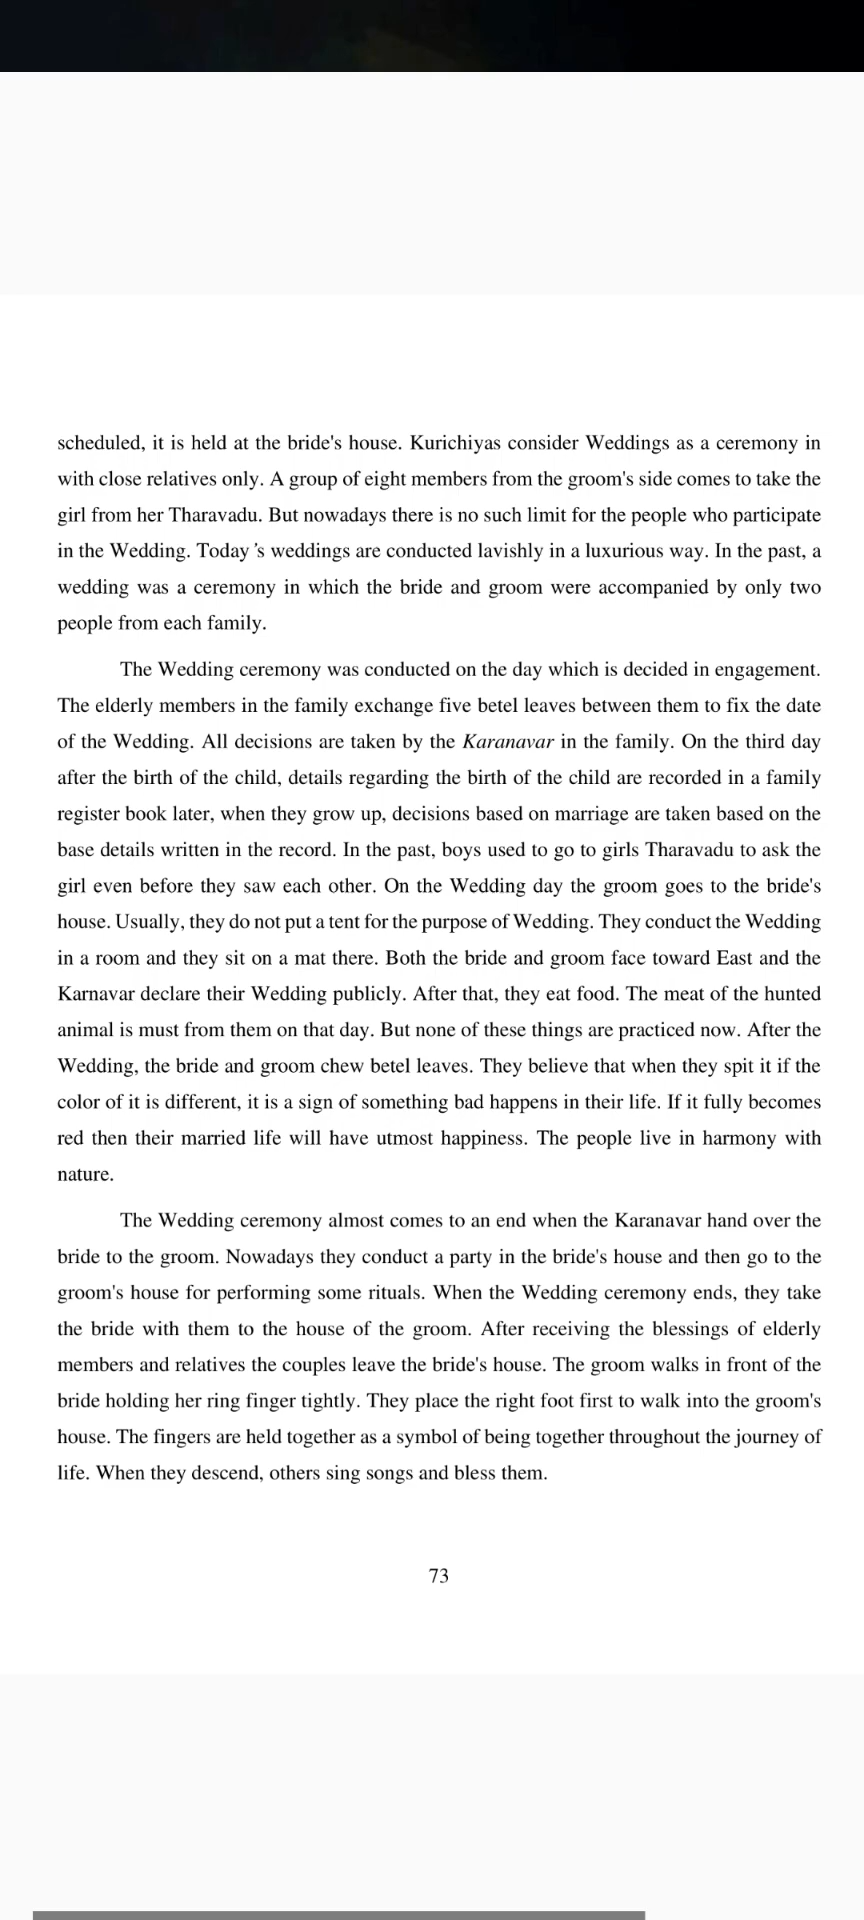 scheduled, it is held at the bride's house. Kurichiyas consider Weddings as a ceremony in
with close relatives only. A group of eight members from the groom's side comes to take the
girl from her Tharavadu. But nowadays there is no such limit for the people who participate
in the Wedding. Today 's weddings are conducted lavishly in a luxurious way. In the past, a
wedding was a ceremony in which the bride and groom were accompanied by only two
people from each family.
The Wedding ceremony was conducted on the day which is decided in engagement.
The elderly members in the family exchange five betel leaves between them to fix the date
of the Wedding. All decisions are taken by the Karanavar in the family. On the third day
after the birth of the child, details regarding the birth of the child are recorded in a family
register book later, when they grow up, decisions based on marriage are taken based on the
base details written in the record. In the past, boys used to go to girls Tharavadu to ask the
girl even before they saw each other. On the Wedding day the groom goes to the bride's
house. Usually, they do not put a tent for the purpose of Wedding. They conduct the Wedding
in a room and they sit on a mat there. Both the bride and groom face toward East and the
Karnavar declare their Wedding publicly. After that, they eat food. The meat of the hunted
animal is must from them on that day. But none of these things are practiced now. After the
Wedding, the bride and groom chew betel leaves. They believe that when they spit it if the
color of it is different, it is a sign of something bad happens in their life. If it fully becomes
red then their married life will have utmost happiness. The people live in harmony with
nature.
The Wedding ceremony almost comes to an end when the Karanavar hand over the
bride to the groom. Nowadays they conduct a party in the bride's house and then go to the
groom's house for performing some rituals. When the Wedding ceremony ends, they take
the bride with them to the house of the groom. After receiving the blessings of elderly
members and relatives the couples leave the bride's house. The groom walks in front of the
bride holding her ring finger tightly. They place the right foot first to walk into the groom's
house. The fingers are held together as a symbol of being together throughout the journey of
life. When they descend, others sing songs and bless them.
73